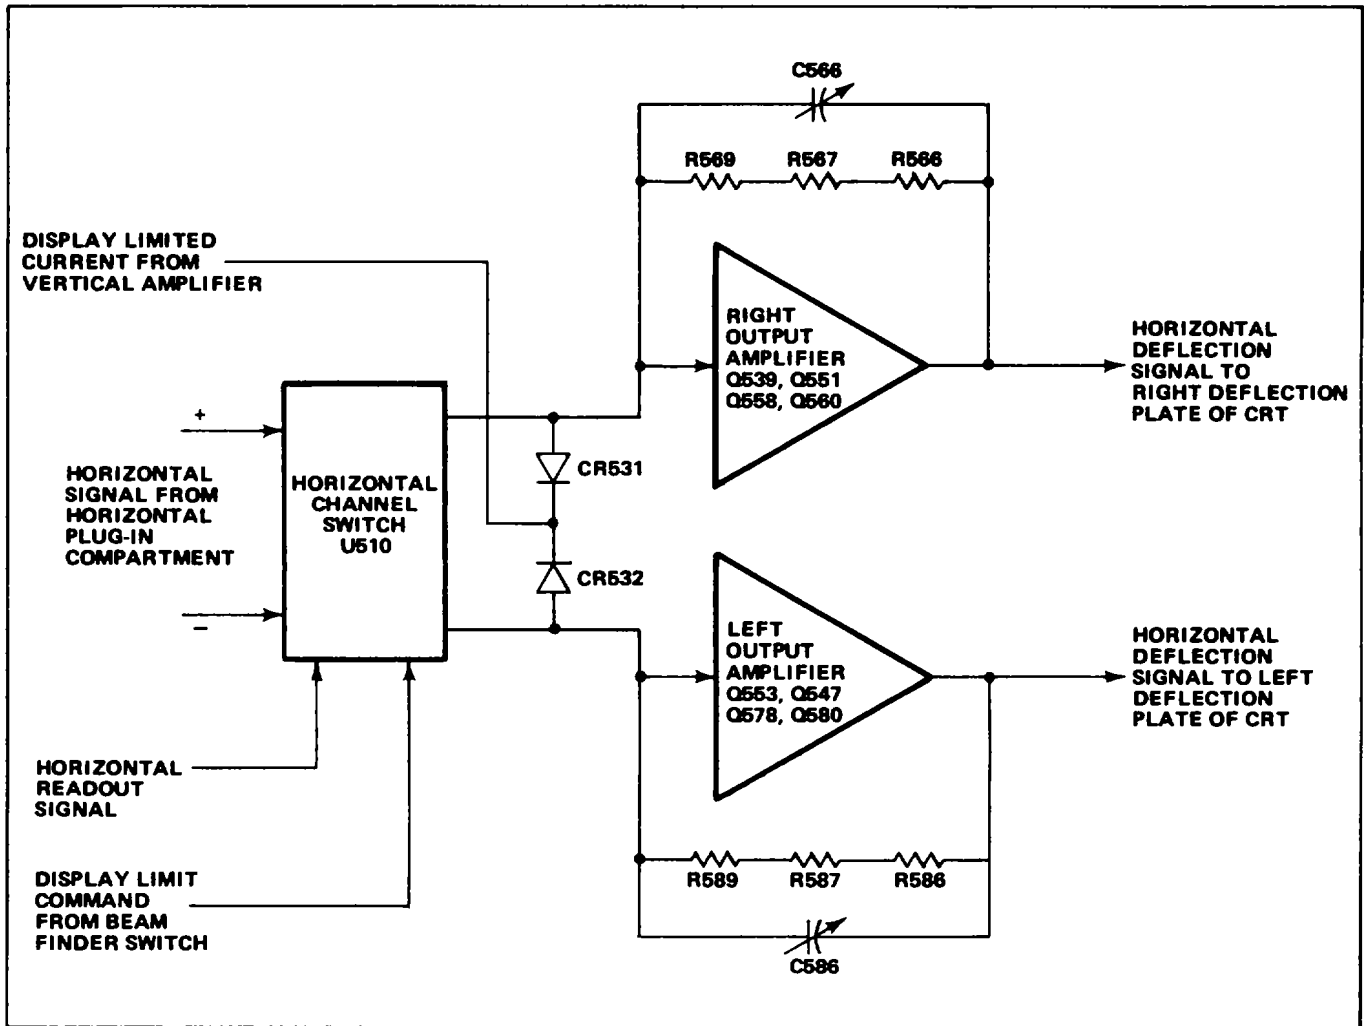 C566
R569 R567 R566
DISPLAY LIMITED
CURRENT FROM
VERTICAL AMPLIFIER
RIGHT
OUTPUT
AMPLIFIER
Q539, Q551
Q558, Q560
HORIZONTAL
DEFLECTION
SIGNAL TO
RIGHT DEFLECTION
PLATE OF CRT
+
HORIZONTAL
SIGNAL FROM
HORIZONTAL
PLUG-IN
COMPARTMENT
−
HORIZONTAL
CHANNEL
SWITCH
U510
CR531
CR532
LEFT
OUTPUT
AMPLIFIER
Q553, Q547
Q578, Q580
HORIZONTAL
DEFLECTION
SIGNAL TO LEFT
DEFLECTION
PLATE OF CRT
HORIZONTAL
READOUT
SIGNAL
DISPLAY LIMIT
COMMAND
FROM BEAM
FINDER SWITCH
R589 R587 R586
C586